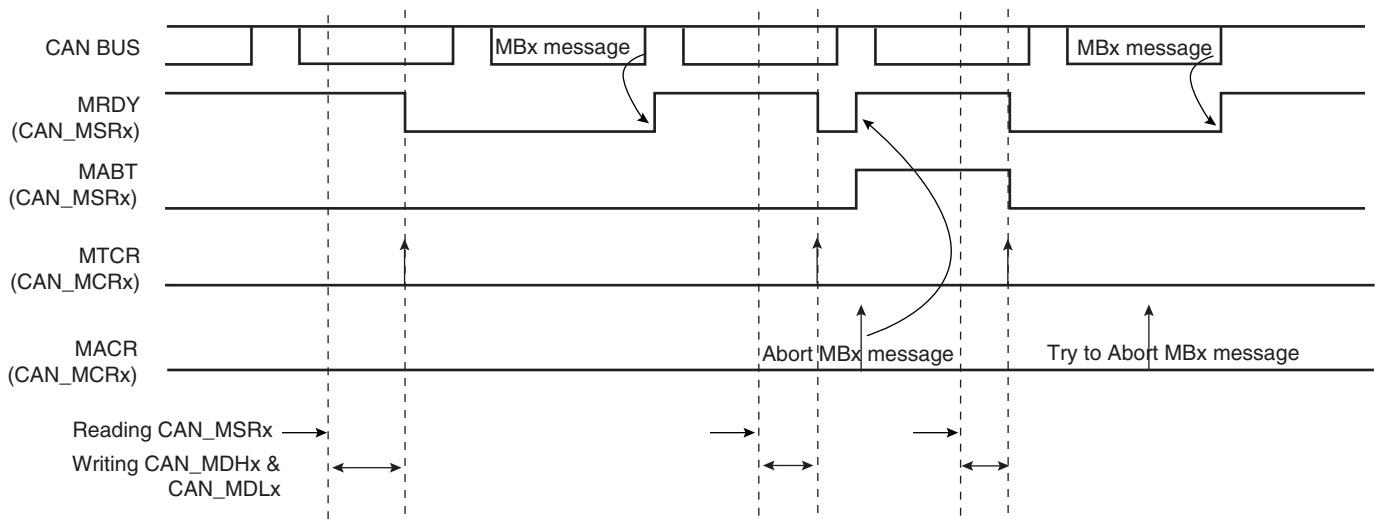 CAN BUS
MBx message
MBx message
MRDY
(CAN_MSRx)
MABT
(CAN_MSRx)
MTCR
(CAN_MCRx)
MACR
(CAN_MCRx)
Abort MBx message
Try to Abort MBx message
Reading CAN_MSRx
Writing CAN_MDHx &
CAN_MDLx